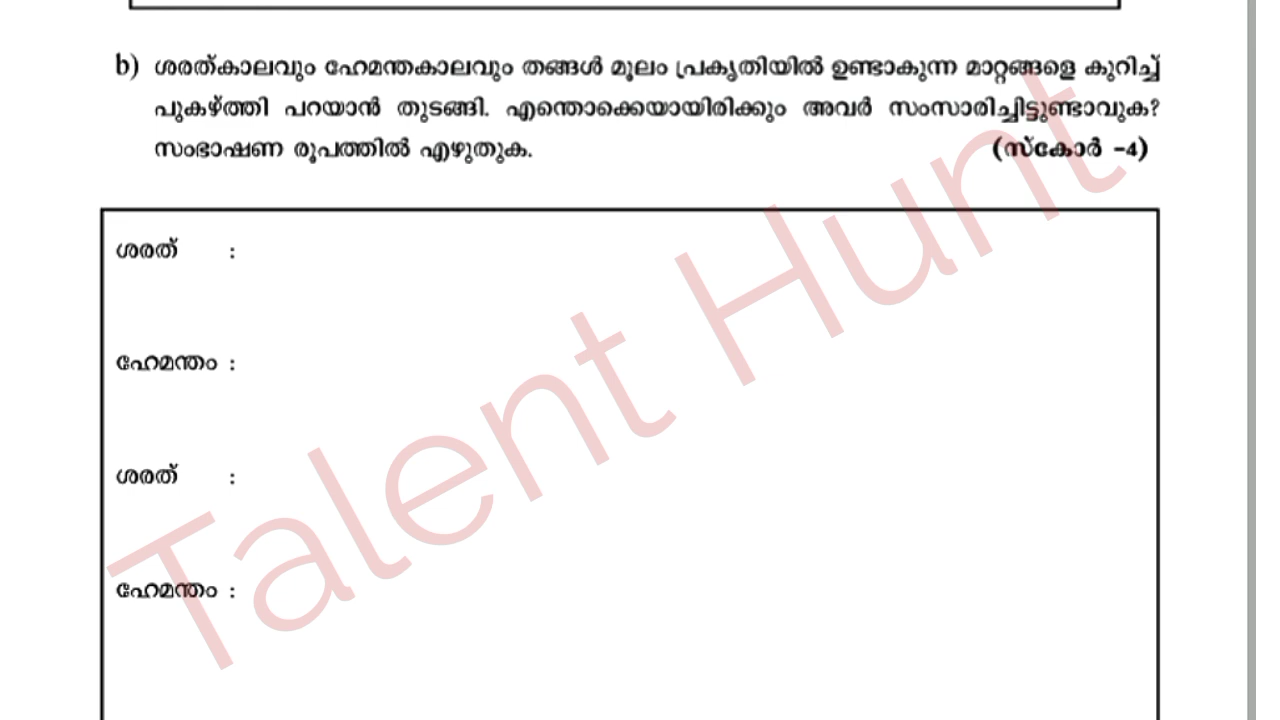 b) ശരത്കാലവും ഹേമന്തകാലവും തങ്ങൾ മൂലം പ്രകൃതിയിൽ ഉണ്ടാകുന്ന മാറ്റങ്ങളെ കുറിച്ച്
പുകഴ്ത്തി പറയാൻ തുടങ്ങി. എന്തൊക്കെയായിരിക്കും അവർ സംസാരിച്ചിട്ടുണ്ടാവുക?
സംഭാഷണ രൂപത്തിൽ എഴുതുക. (സ്കോർ -4)
ശരത് :
ഹേമന്തം :
ശരത് :
ഹേമന്തം :
Talent Hunt